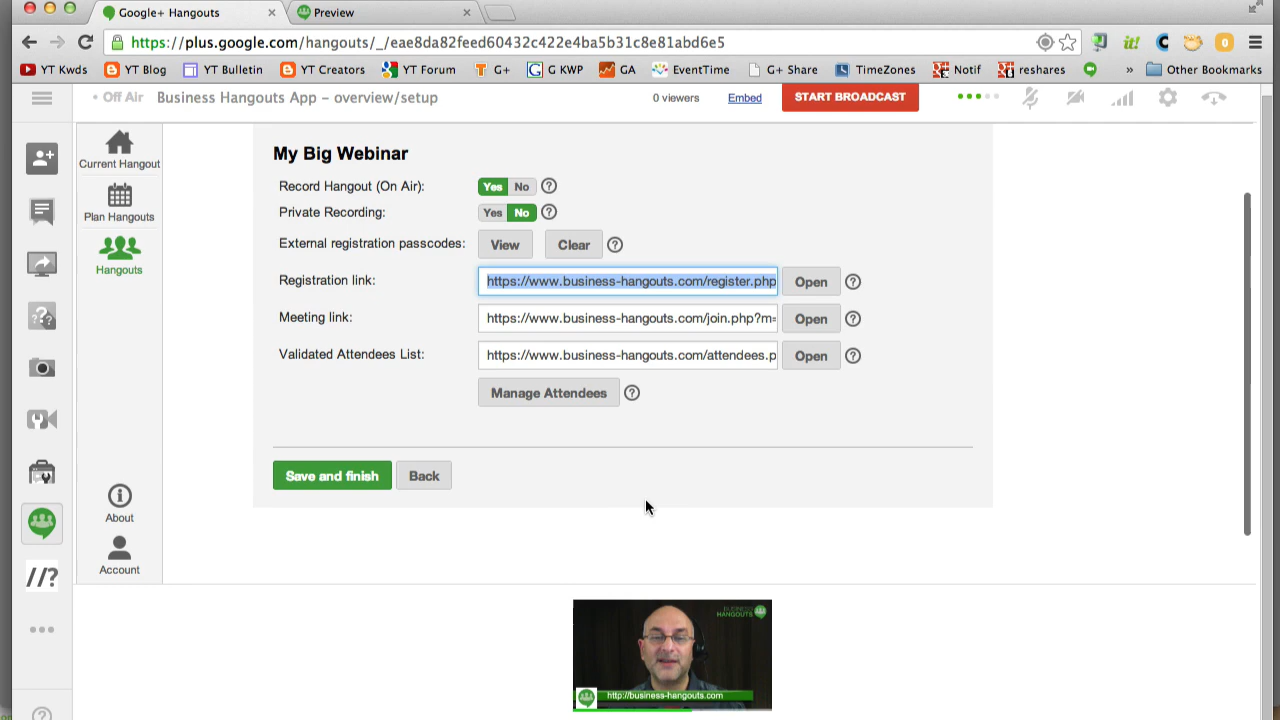 Google+ Hangouts
Preview
https://plus.google.com/hangouts/_/eae8da82feed60432c422e4ba5b31c8e81abd6e5
it!
C
0
YT Kwds
YT Blog
YT Bulletin
YT Creators
YT Forum
G+
G KWP
GA
EventTime
G+ Share
TimeZones
Notif
reshares
»
Other Bookmarks
• Off Air
Business Hangouts App – overview/setup
0 viewers
Embed
START BROADCAST
Current Hangout
Plan Hangouts
Hangouts
About
Account
//?
My Big Webinar
Record Hangout (On Air): Yes No ?
Private Recording: Yes No ?
External registration passcodes: View Clear ?
Registration link: https://www.business-hangouts.com/register.php Open ?
Meeting link: https://www.business-hangouts.com/join.php?m= Open ?
Validated Attendees List: https://www.business-hangouts.com/attendees.p Open ?
Manage Attendees ?
Save and finish Back
BUSINESS
HANGOUTS
http://business-hangouts.com